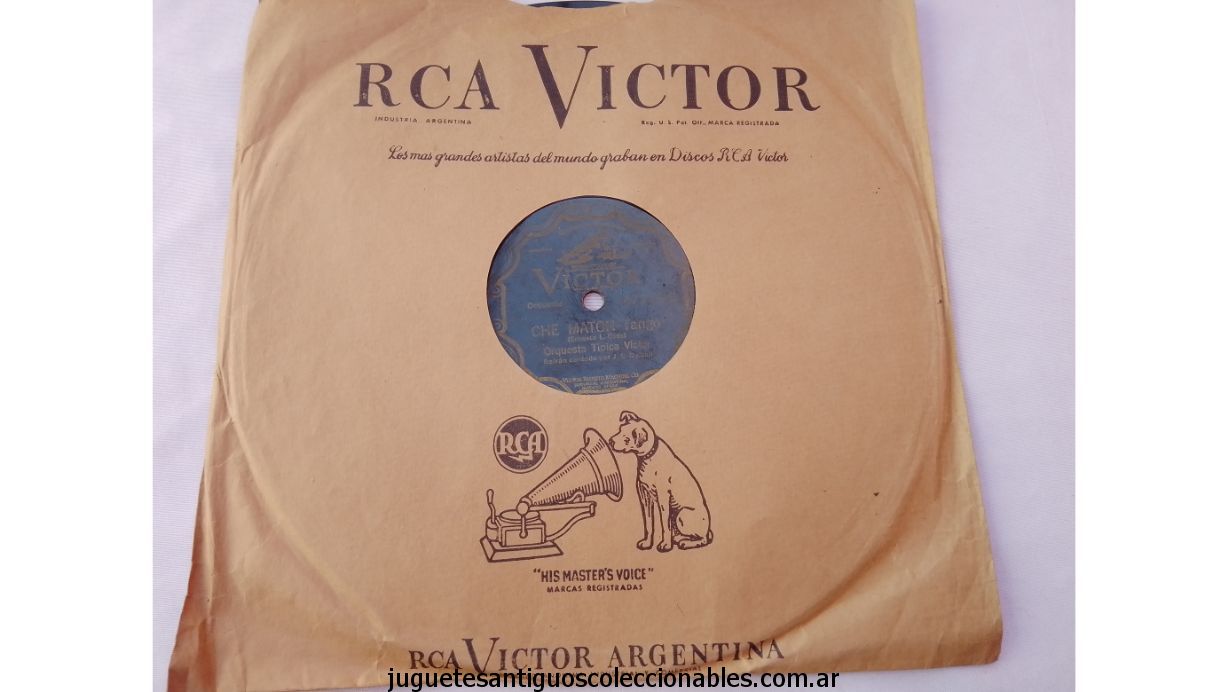 RCA VICTOR
INDUSTRIA ARGENTINA
Reg. U. S. Pat. Off., MARCA REGISTRADA
Los mas grandes artistas del mundo graban en Discos RCA Victor
VICTOR
CHE MATON Tango
Orquesta Tipica Victor
RCA
"HIS MASTER'S VOICE"
MARCAS REGISTRADAS
RCA VICTOR ARGENTINA
juguetesantiguoscoleccionables.com.ar